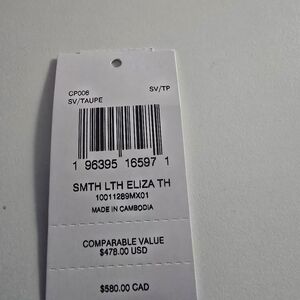 CP006 SV/TP
SV/TAUPE
1 96395 16597 1
SMTH LTH ELIZA TH
10011289MX01
MADE IN CAMBODIA
COMPARABLE VALUE
$478.00 USD
$580.00 CAD